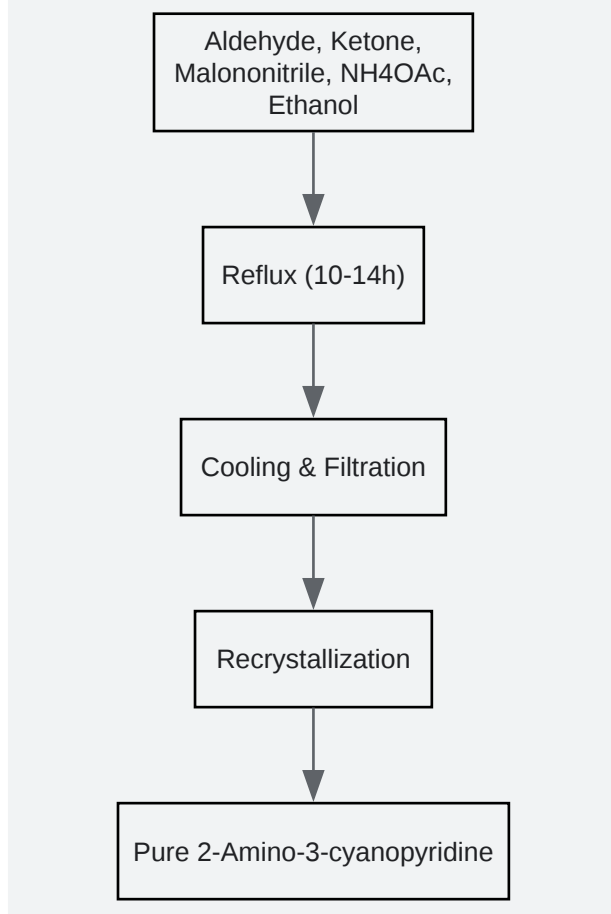 Aldehyde, Ketone,
Malononitrile, NH4OAc,
Ethanol
Reflux (10-14h)
Cooling & Filtration
Recrystallization
Pure 2-Amino-3-cyanopyridine